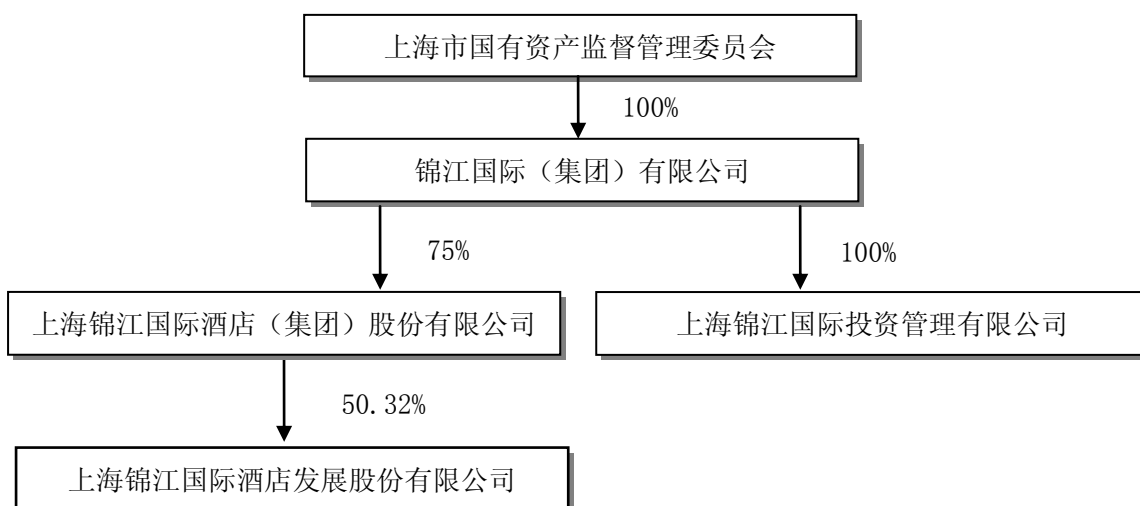 上海市国有资产监督管理委员会
100%
锦江国际（集团）有限公司
75%
100%
上海锦江国际酒店（集团）股份有限公司
上海锦江国际投资管理有限公司
50.32%
上海锦江国际酒店发展股份有限公司